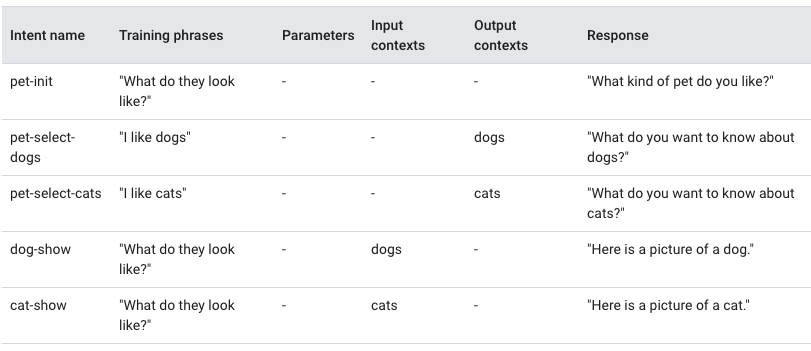 Intent name Training phrases Parameters Input contexts Output contexts Response
pet-init "What do they look like?" - - - "What kind of pet do you like?"
pet-select-dogs "I like dogs" - - dogs "What do you want to know about dogs?"
pet-select-cats "I like cats" - - cats "What do you want to know about cats?"
dog-show "What do they look like?" - dogs - "Here is a picture of a dog."
cat-show "What do they look like?" - cats - "Here is a picture of a cat."